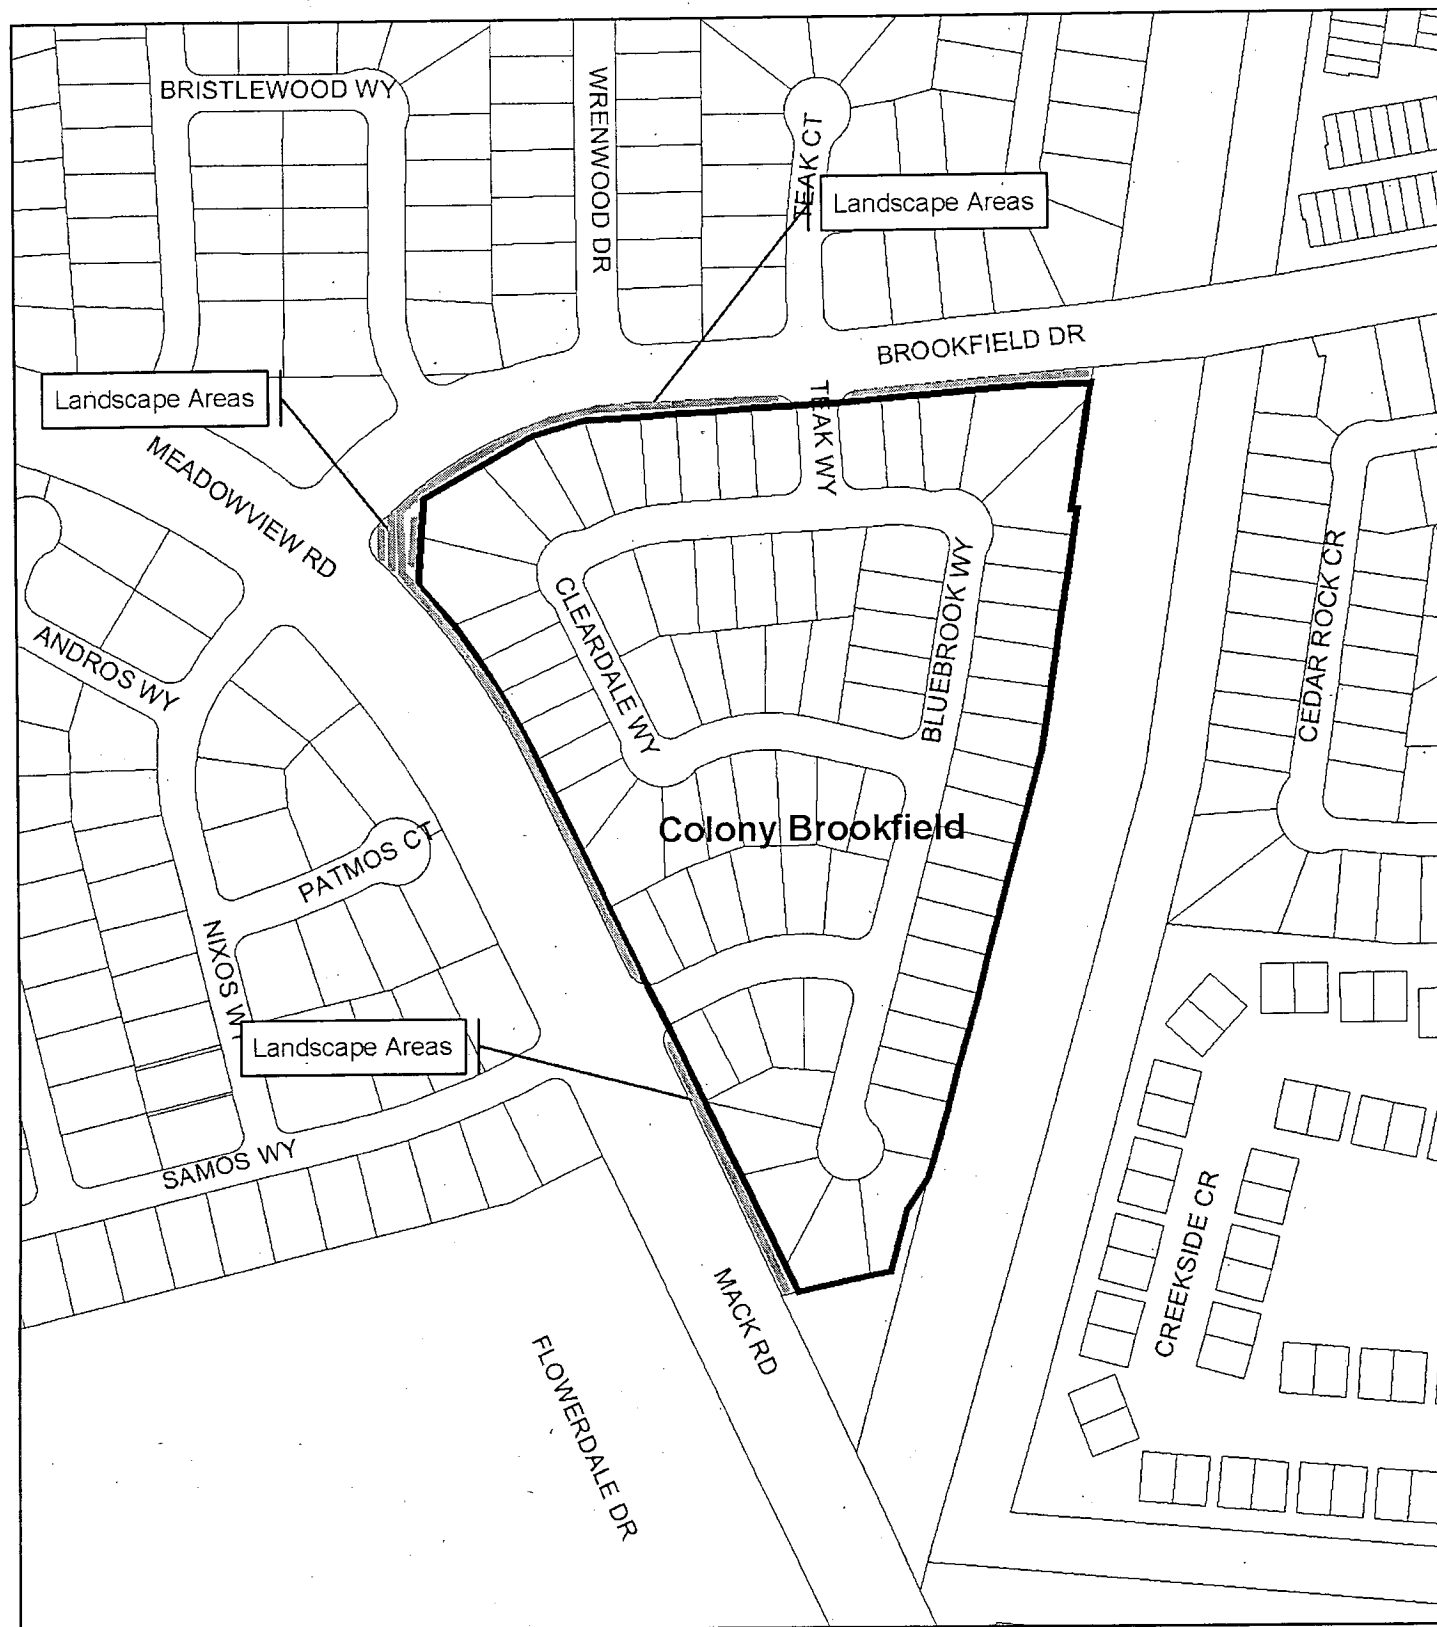 BRISTLEWOOD WY
WRENWOOD DR
TEAK CT
Landscape Areas
BROOKFIELD DR
Landscape Areas
TEAK WY
MEADOWVIEW RD
CLEARDALE WY
BLUEBROOK WY
CEDAR ROCK CR
ANDROS WY
Colony Brookfield
PATMOS CT
NIXOS W
Landscape Areas
SAMOS WY
CREEKSIDE CR
MACK RD
FLOWERDALE DR